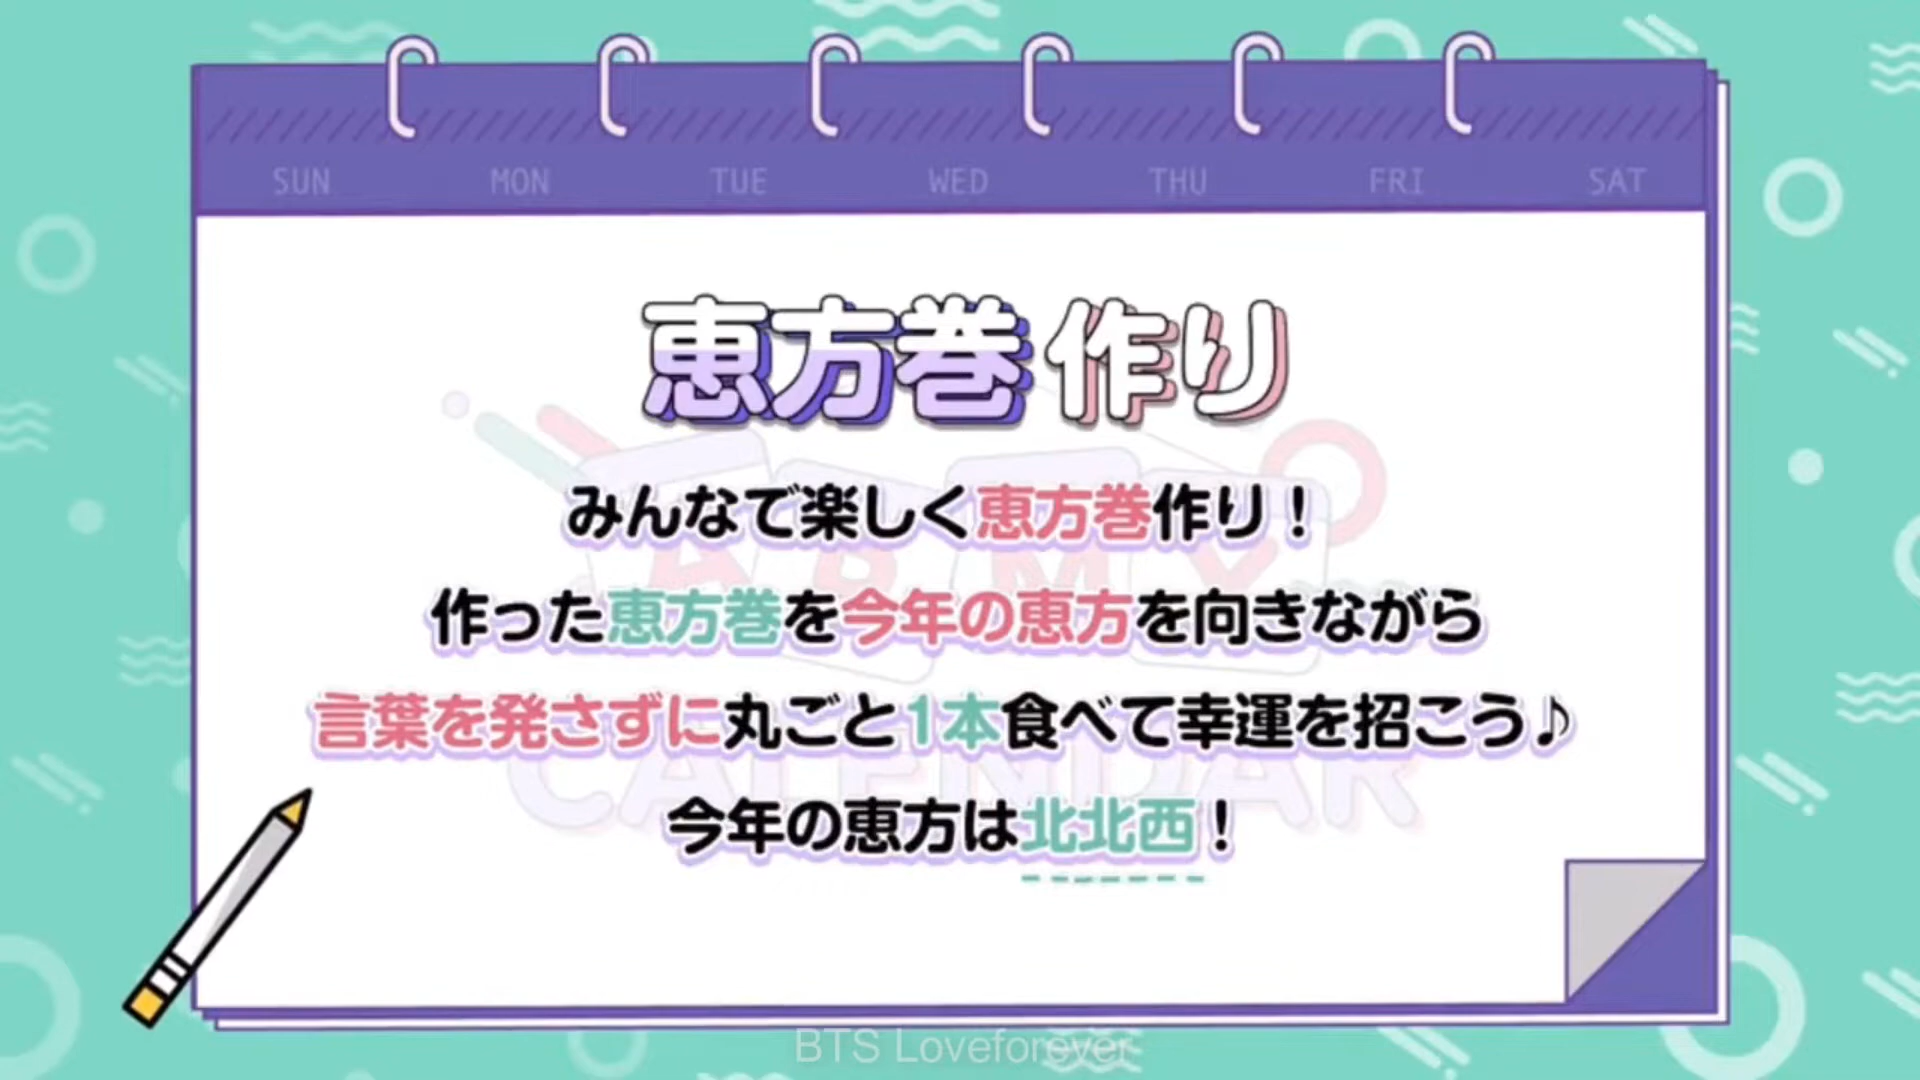 SUN MON TUE WED THU FRI SAT
恵方巻作り
みんなで楽しく恵方巻作り！
作った恵方巻を今年の恵方を向きながら
言葉を発さずに丸ごと1本食べて幸運を招こう♪
今年の恵方は北北西！
ARMY
CALENDAR
BTS Loveforever